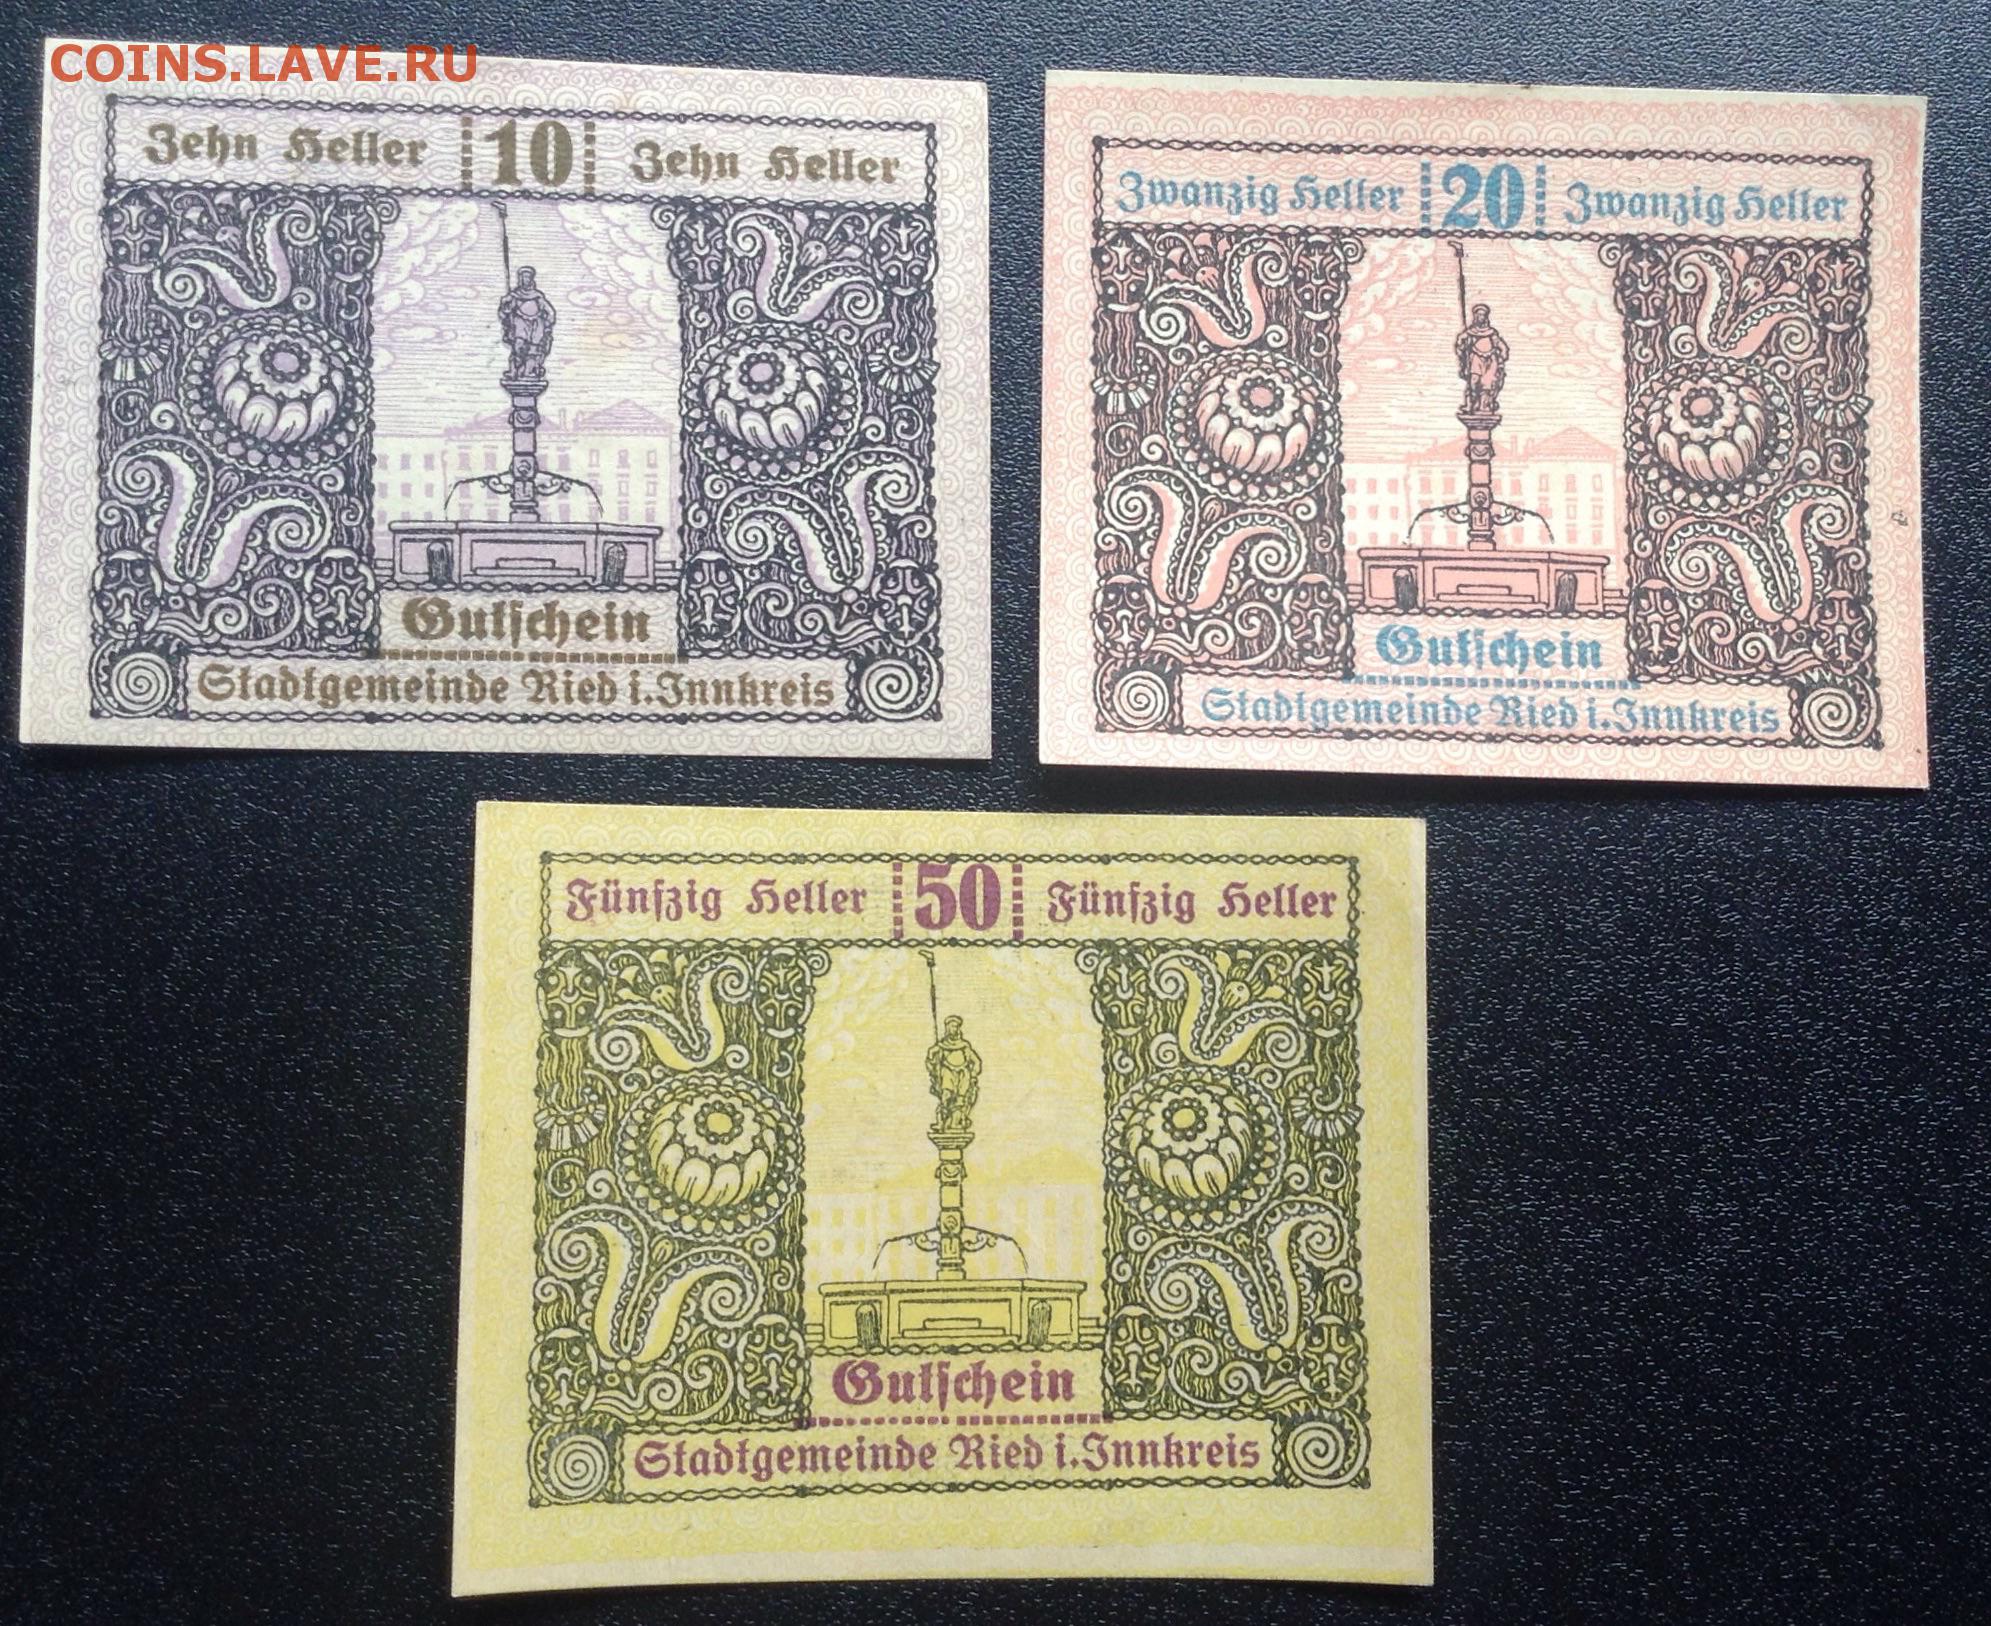 COINS.LAVE.RU
Zehn Heller 10 Zehn Heller
Gutschein
Stadtgemeinde Ried i. Innkreis
Zwanzig Heller 20 Zwanzig Heller
Gutschein
Stadtgemeinde Ried i. Innkreis
Fünfzig Heller 50 Fünfzig Heller
Gutschein
Stadtgemeinde Ried i. Innkreis